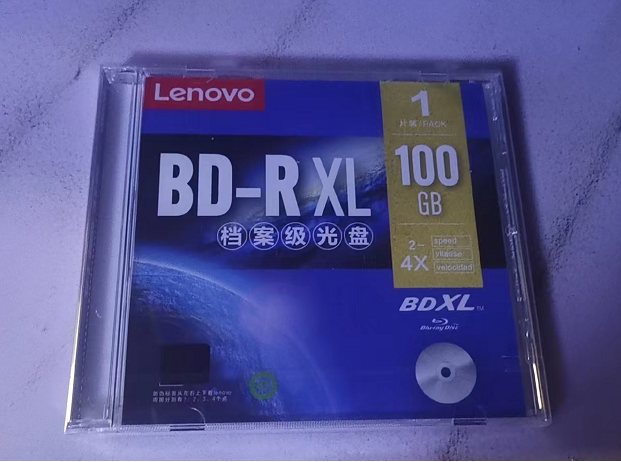 Lenovo
1
片装/PACK
BD-R XL
100
GB
档案级光盘
2-
4X
speed
vitesse
velocidad
BDXL™
Blu-ray Disc